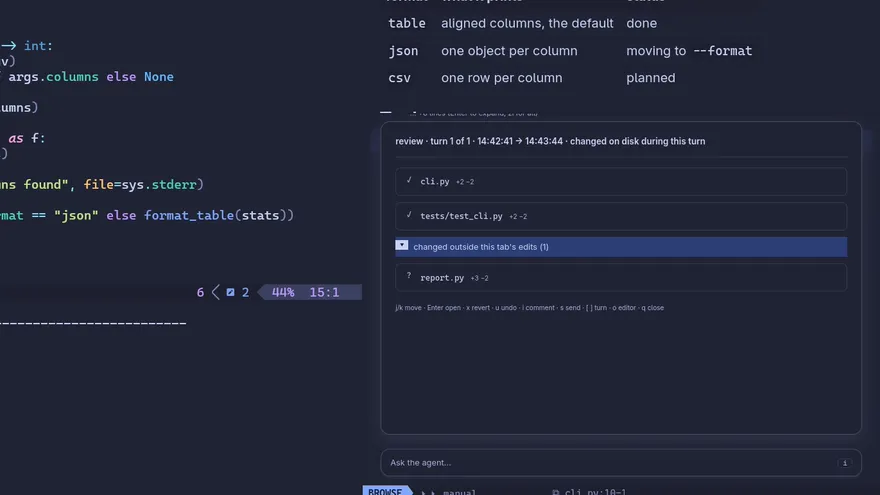 -> int:
v)
args.columns else None
umns)
as f:
)
ns found", file=sys.stderr)
rmat == "json" else format_table(stats))
6 2 44% 15:1
table aligned columns, the default done
json one object per column moving to --format
csv one row per column planned
review · turn 1 of 1 · 14:42:41 → 14:43:44 · changed on disk during this turn
✓ cli.py +2 -2
✓ tests/test_cli.py +2 -2
▾ changed outside this tab's edits (1)
? report.py +3 -2
j/k move · Enter open · x revert · u undo · i comment · s send · [ ] turn · o editor · q close
Ask the agent... i
BROWSE manual cli.py:10-1